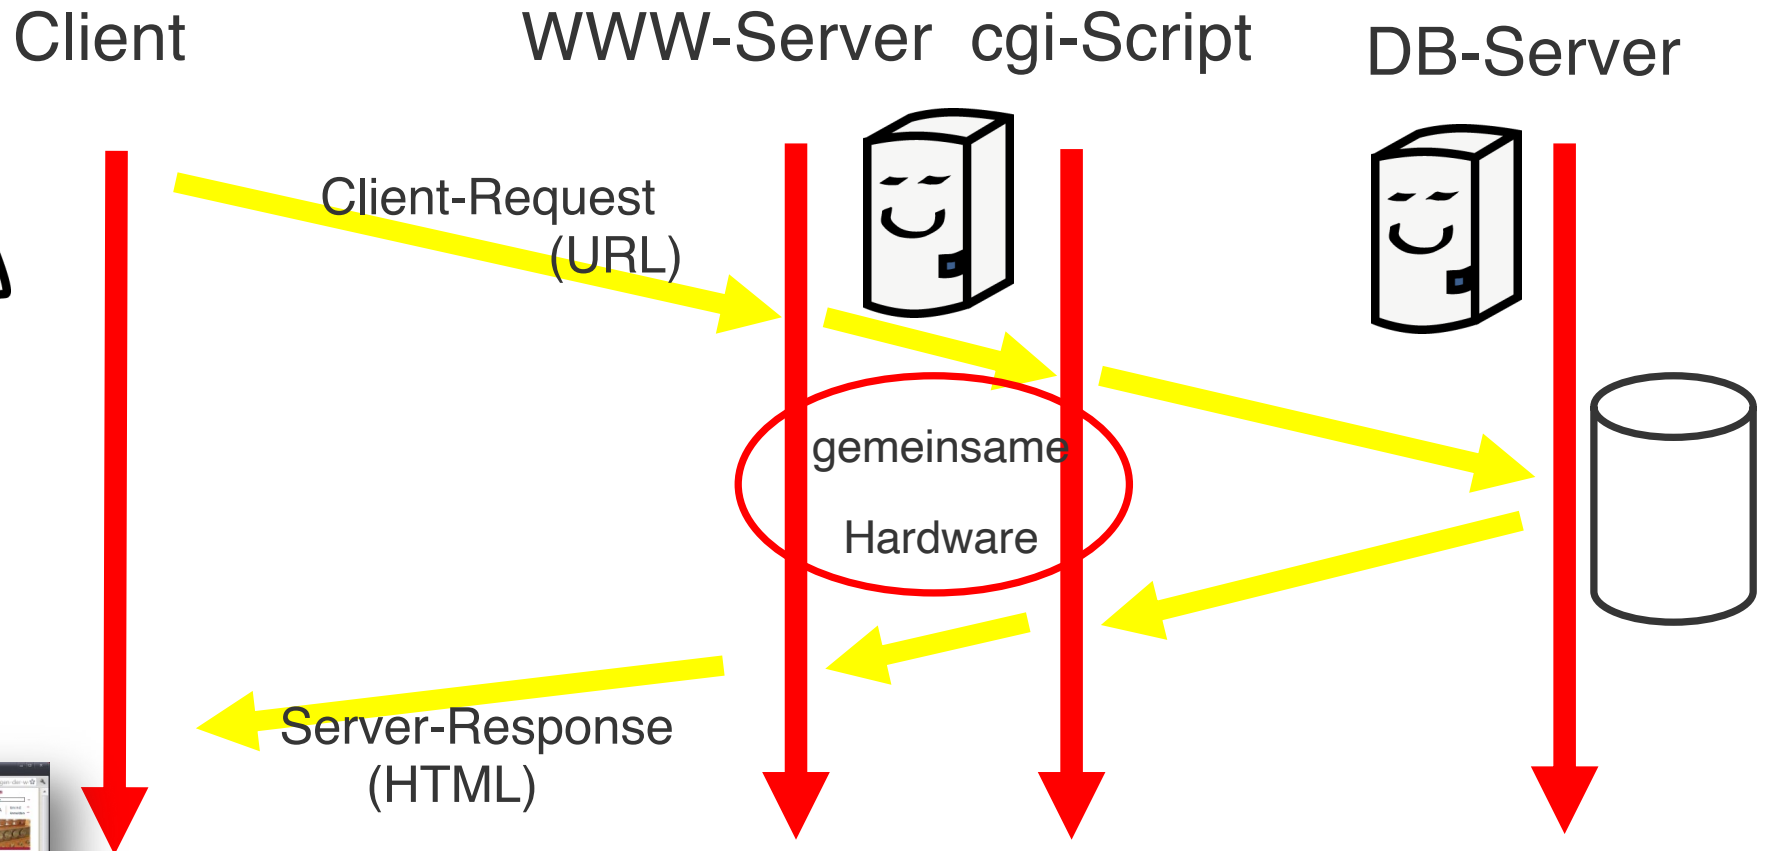 Client
WWW-Server
cgi-Script
DB-Server
Client-Request
(URL)
gemeinsame
Hardware
Server-Response
(HTML)